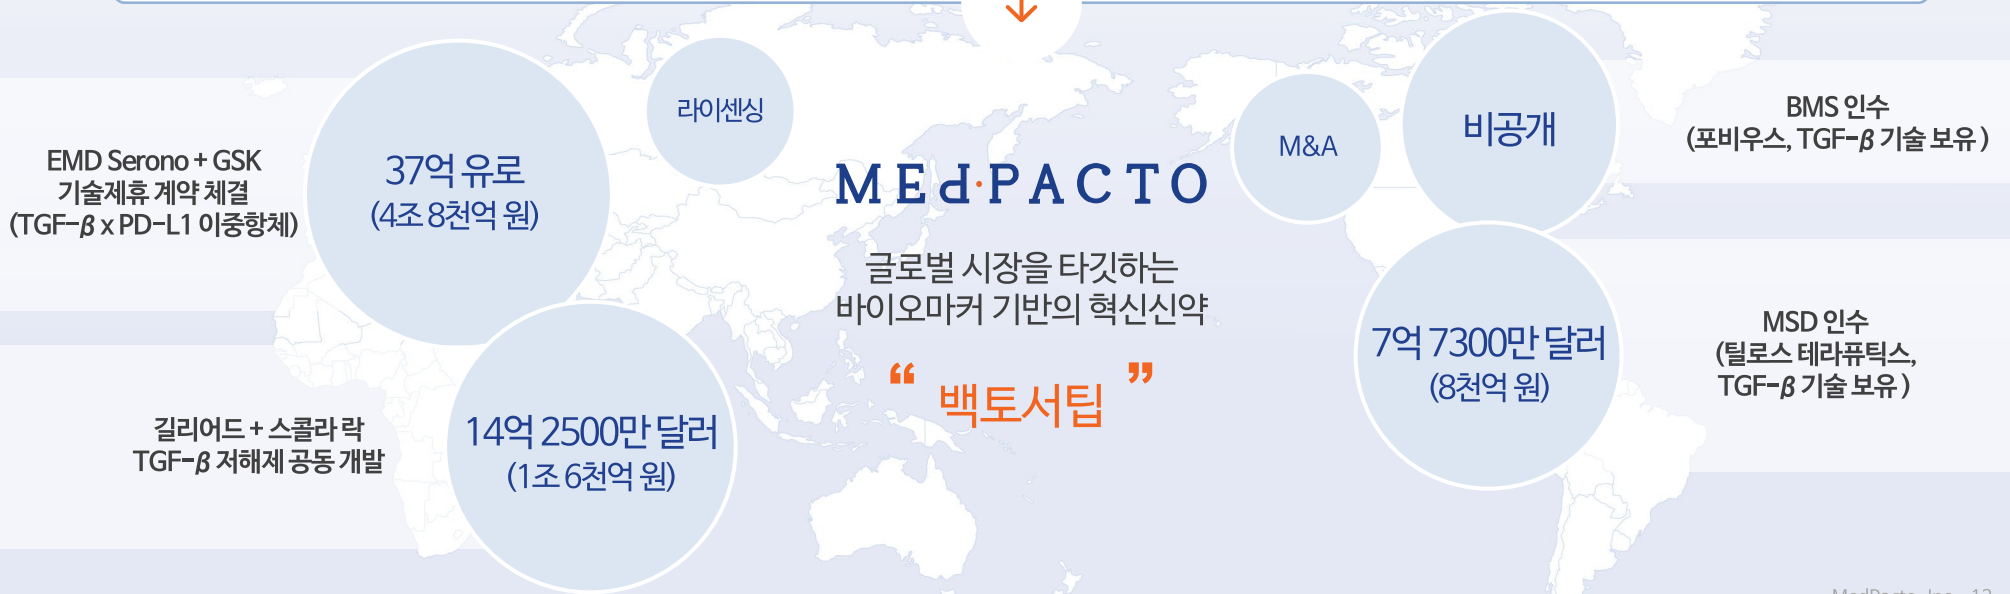 라이센싱
EMD Serono + GSK
기술제휴 계약 체결
(TGF-β x PD-L1 이중항체)
37억 유로
(4조 8천억 원)
길리어드 + 스콜라 락
TGF-β 저해제 공동 개발
14억 2500만 달러
(1조 6천억 원)
MEd·PACTO
글로벌 시장을 타깃하는
바이오마커 기반의 혁신신약
“ 백토서팁 ”
M&A
비공개
BMS 인수
(포비우스, TGF-β 기술 보유 )
7억 7300만 달러
(8천억 원)
MSD 인수
(틸로스 테라퓨틱스,
TGF-β 기술 보유 )